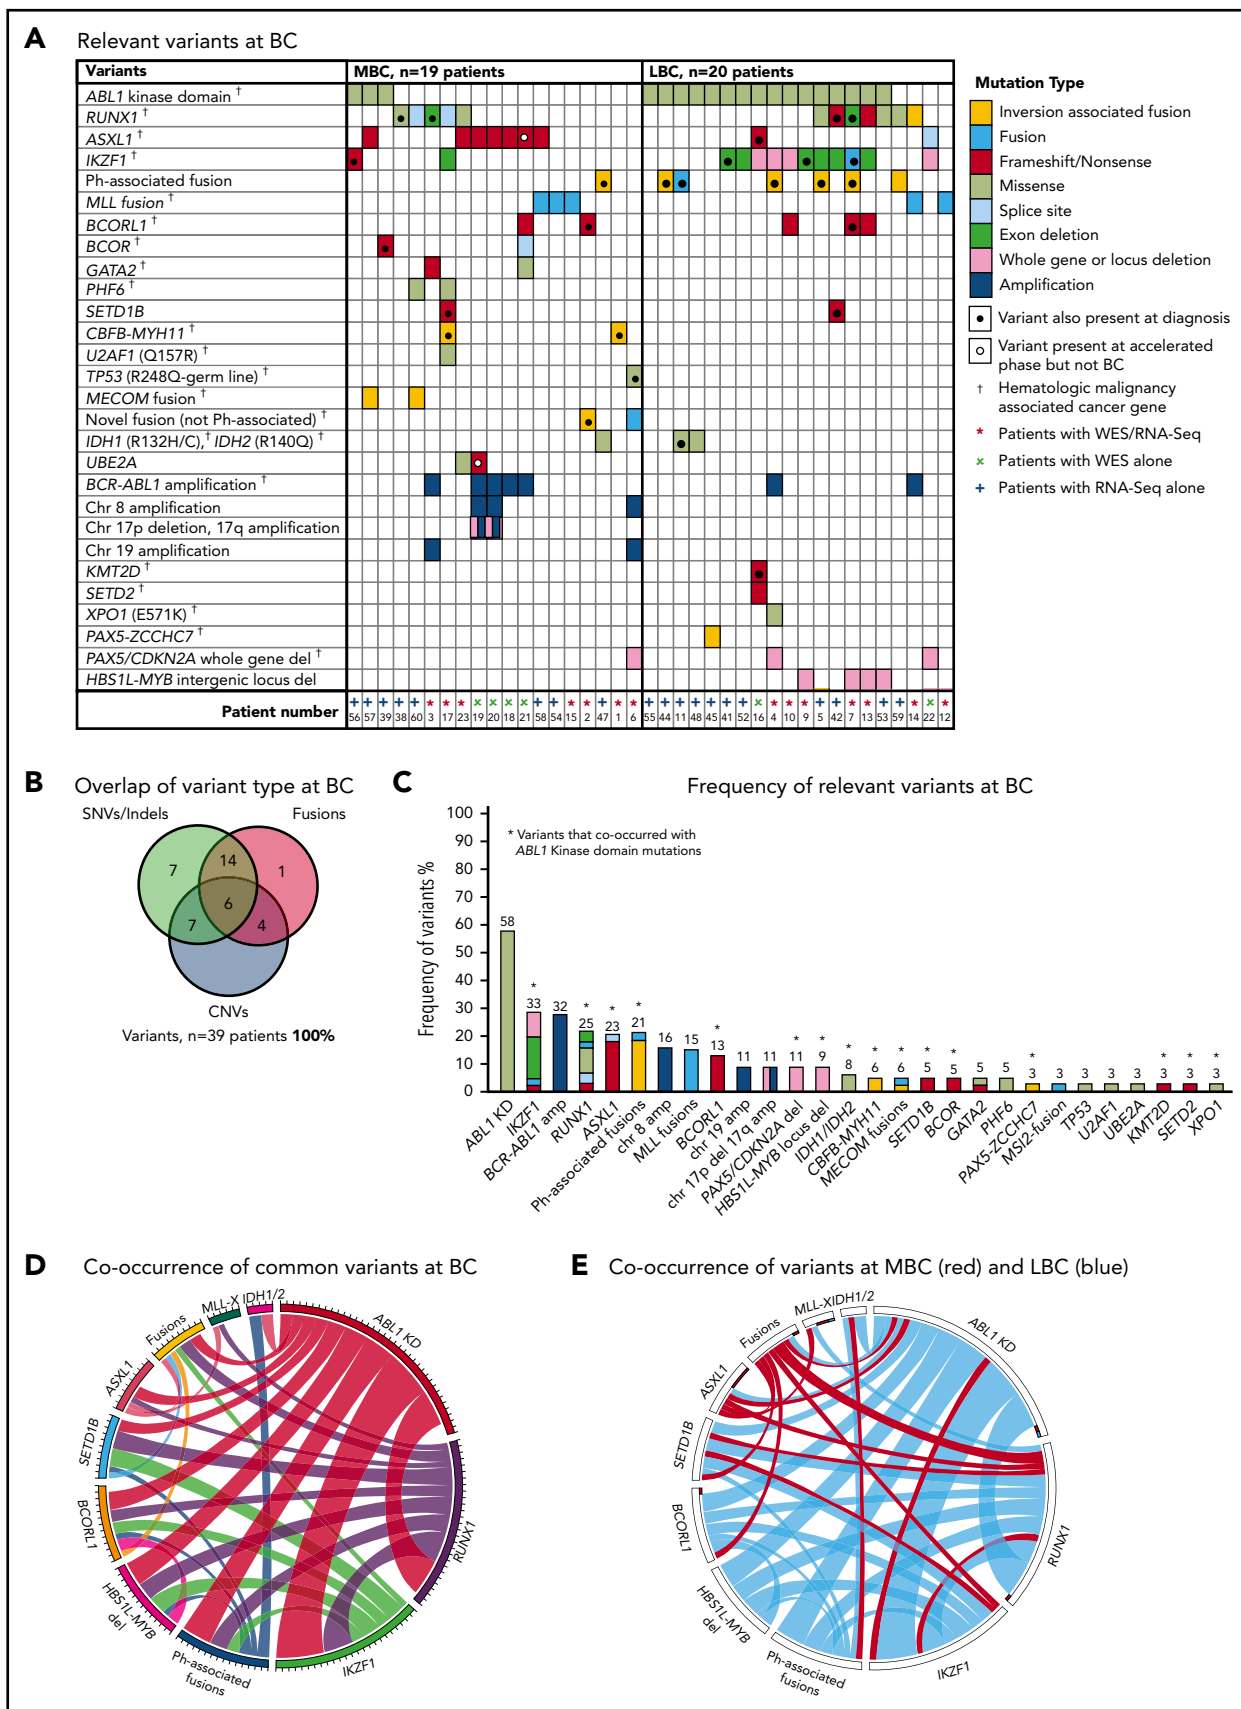 A Relevant variants at BC
Variants MBC, n=19 patients LBC, n=20 patients
ABL1 kinase domain †
RUNX1 †
ASXL1 †
IKZF1 †
Ph-associated fusion
MLL fusion †
BCORL1 †
BCOR †
GATA2 †
PHF6 †
SETD1B
CBFB-MYH11 †
U2AF1 (Q157R) †
TP53 (R248Q-germ line) †
MECOM fusion †
Novel fusion (not Ph-associated) †
IDH1 (R132H/C),† IDH2 (R140Q) †
UBE2A
BCR-ABL1 amplification †
Chr 8 amplification
Chr 17p deletion, 17q amplification
Chr 19 amplification
KMT2D †
SETD2 †
XPO1 (E571K) †
PAX5-ZCCHC7 †
PAX5/CDKN2A whole gene del †
HBS1L-MYB intergenic locus del
+ + + + + * * * × × × × + + * * + * * + + + + + + + × * * * + + * * + + * × *
Patient number 56 57 39 38 60 3 17 23 19 20 18 21 58 54 15 2 47 1 6 55 44 11 48 45 41 52 16 4 10 9 5 42 7 13 53 59 14 22 12
Mutation Type
Inversion associated fusion
Fusion
Frameshift/Nonsense
Missense
Splice site
Exon deletion
Whole gene or locus deletion
Amplification
Variant also present at diagnosis
Variant present at accelerated
phase but not BC
† Hematologic malignancy
associated cancer gene
* Patients with WES/RNA-Seq
× Patients with WES alone
+ Patients with RNA-Seq alone
B Overlap of variant type at BC
SNVs/Indels Fusions
7 14 1
6
7 4
CNVs
Variants, n=39 patients 100%
C Frequency of relevant variants at BC
* Variants that co-occurred with
ABL1 Kinase domain mutations
Frequency of variants %
100
90
80
70
60
50
40
30
20
10
0
58 33 32 25 23 21 16 15 13 11 11 11 9 8 6 6 5 5 5 5 3 3 3 3 3 3 3 3
* * * * * * * * * * * * * * * *
ABL1 KD
IKZF1
BCR-ABL1 amp
RUNX1
ASXL1
Ph-associated fusions
chr 8 amp
MLL fusions
BCORL1
chr 19 amp
chr 17p del 17q amp
PAX5/CDKN2A del
HBS1L-MYB locus del
IDH1/IDH2
CBFB-MYH11
MECOM fusions
SETD1B
BCOR
GATA2
PHF6
PAX5-ZCCHC7
MSI2-fusion
TP53
U2AF1
UBE2A
KMT2D
SETD2
XPO1
D Co-occurrence of common variants at BC
MLL-X IDH1/2
Fusions
ABL1 KD
ASXL1
SETD1B
BCORL1
RUNX1
HBS1L-MYB
del
Ph-associated
fusions
IKZF1
E Co-occurrence of variants at MBC (red) and LBC (blue)
MLL-XIDH1/2
Fusions
ABL1 KD
ASXL1
SETD1B
BCORL1
RUNX1
HBS1L-MYB
del
Ph-associated
fusions
IKZF1